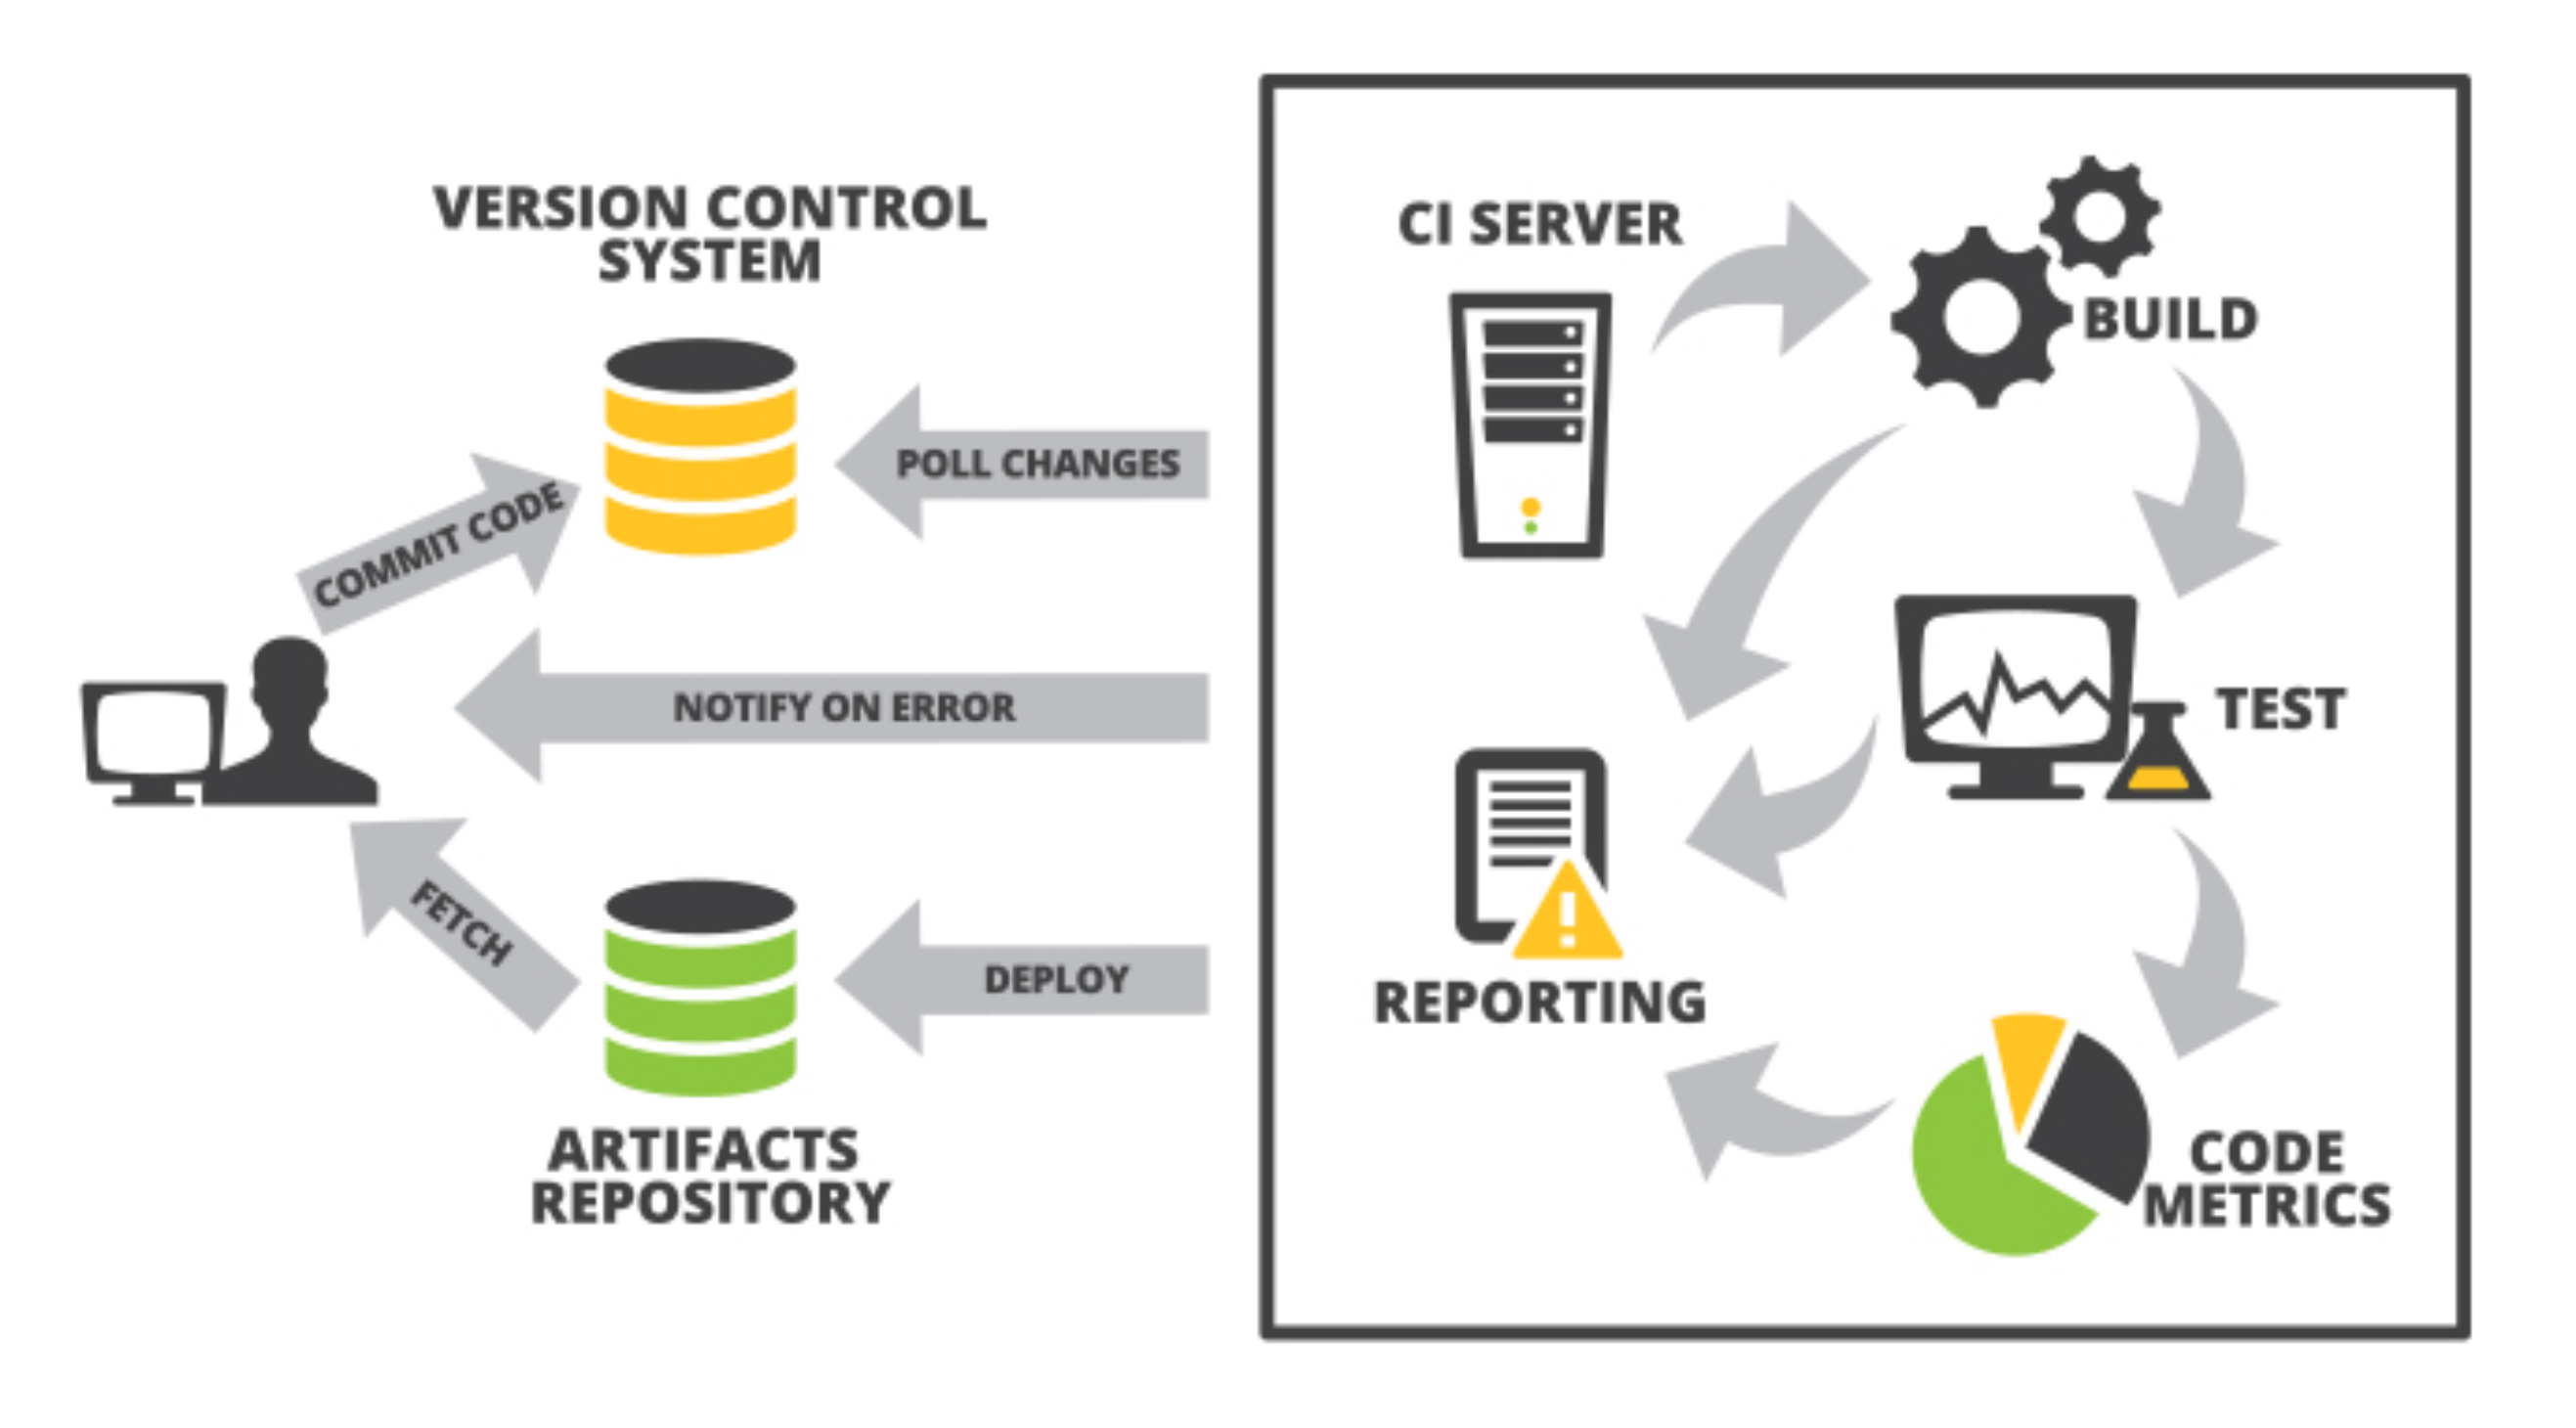 VERSION CONTROL
SYSTEM
COMMIT CODE
POLL CHANGES
NOTIFY ON ERROR
FETCH
DEPLOY
ARTIFACTS
REPOSITORY
CI SERVER
BUILD
TEST
REPORTING
CODE
METRICS